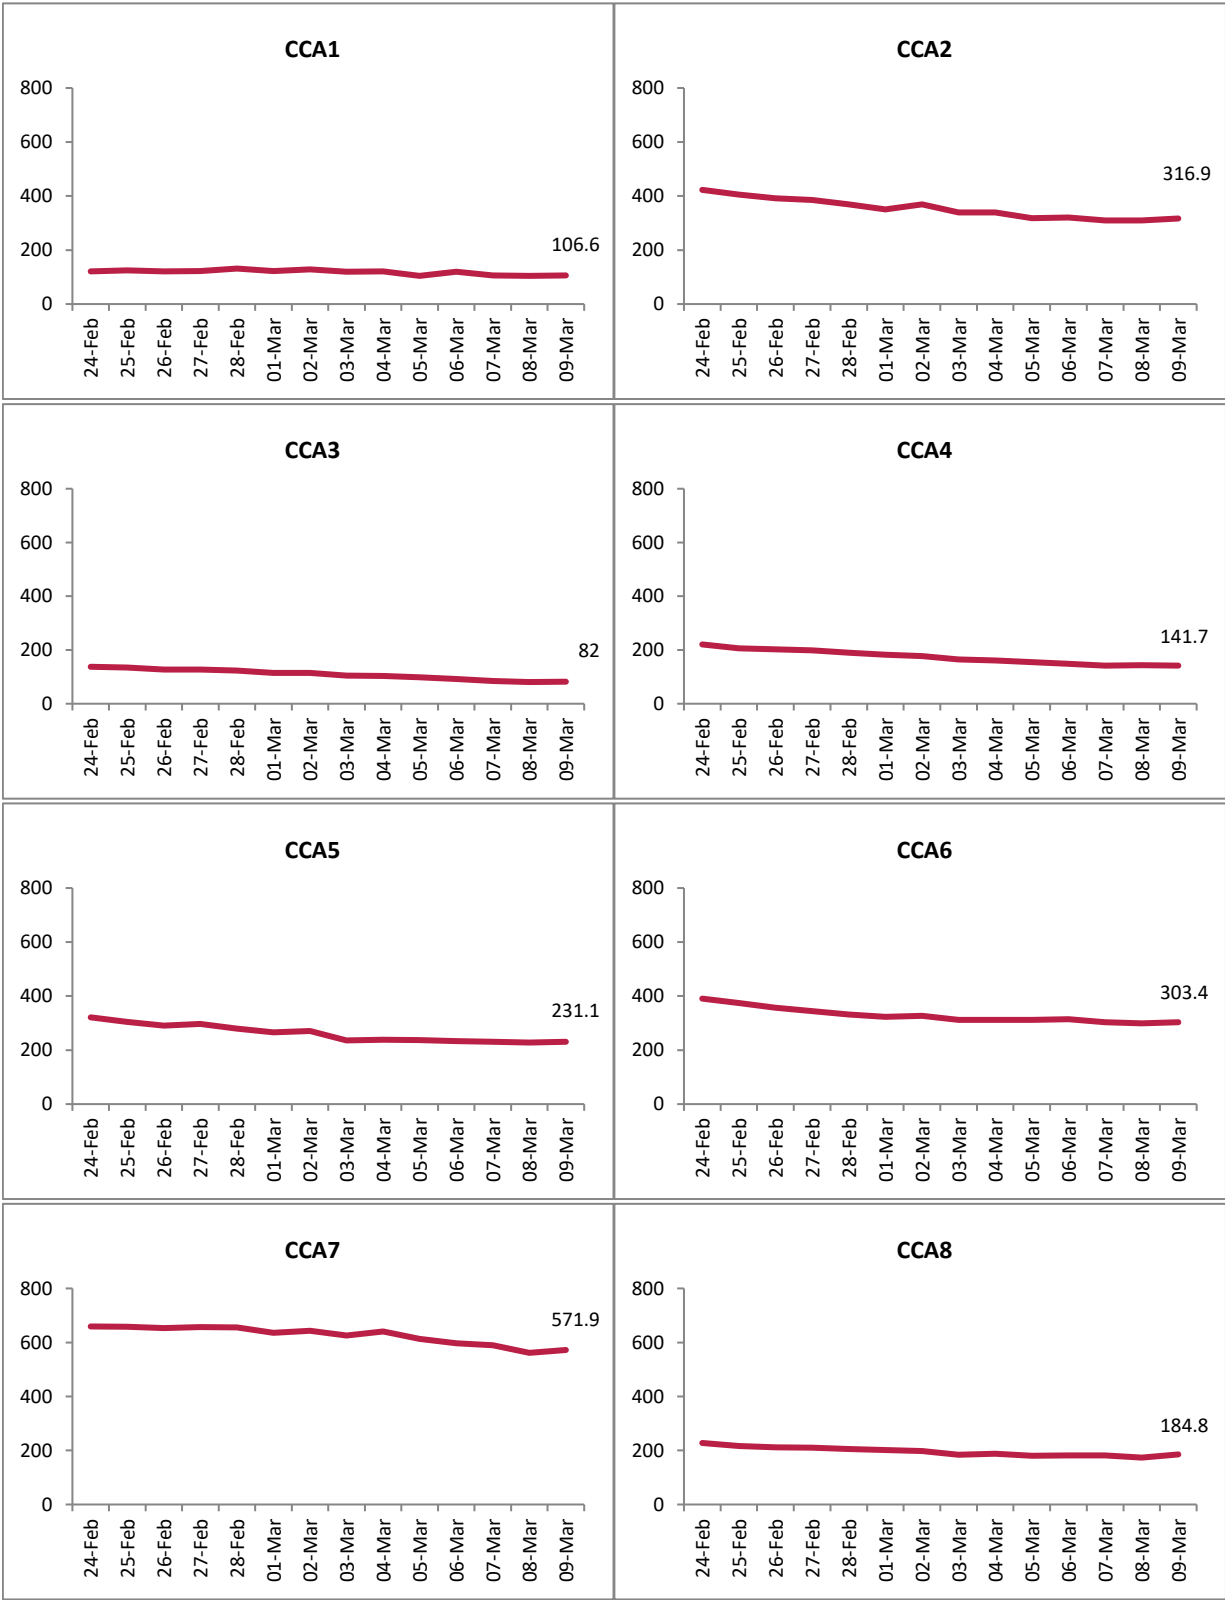 CCA1
800
600
400
200
0
106.6
24-Feb
25-Feb
26-Feb
27-Feb
28-Feb
01-Mar
02-Mar
03-Mar
04-Mar
05-Mar
06-Mar
07-Mar
08-Mar
09-Mar
CCA2
800
600
400
200
0
316.9
24-Feb
25-Feb
26-Feb
27-Feb
28-Feb
01-Mar
02-Mar
03-Mar
04-Mar
05-Mar
06-Mar
07-Mar
08-Mar
09-Mar
CCA3
800
600
400
200
0
82
24-Feb
25-Feb
26-Feb
27-Feb
28-Feb
01-Mar
02-Mar
03-Mar
04-Mar
05-Mar
06-Mar
07-Mar
08-Mar
09-Mar
CCA4
800
600
400
200
0
141.7
24-Feb
25-Feb
26-Feb
27-Feb
28-Feb
01-Mar
02-Mar
03-Mar
04-Mar
05-Mar
06-Mar
07-Mar
08-Mar
09-Mar
CCA5
800
600
400
200
0
231.1
24-Feb
25-Feb
26-Feb
27-Feb
28-Feb
01-Mar
02-Mar
03-Mar
04-Mar
05-Mar
06-Mar
07-Mar
08-Mar
09-Mar
CCA6
800
600
400
200
0
303.4
24-Feb
25-Feb
26-Feb
27-Feb
28-Feb
01-Mar
02-Mar
03-Mar
04-Mar
05-Mar
06-Mar
07-Mar
08-Mar
09-Mar
CCA7
800
600
400
200
0
571.9
24-Feb
25-Feb
26-Feb
27-Feb
28-Feb
01-Mar
02-Mar
03-Mar
04-Mar
05-Mar
06-Mar
07-Mar
08-Mar
09-Mar
CCA8
800
600
400
200
0
184.8
24-Feb
25-Feb
26-Feb
27-Feb
28-Feb
01-Mar
02-Mar
03-Mar
04-Mar
05-Mar
06-Mar
07-Mar
08-Mar
09-Mar